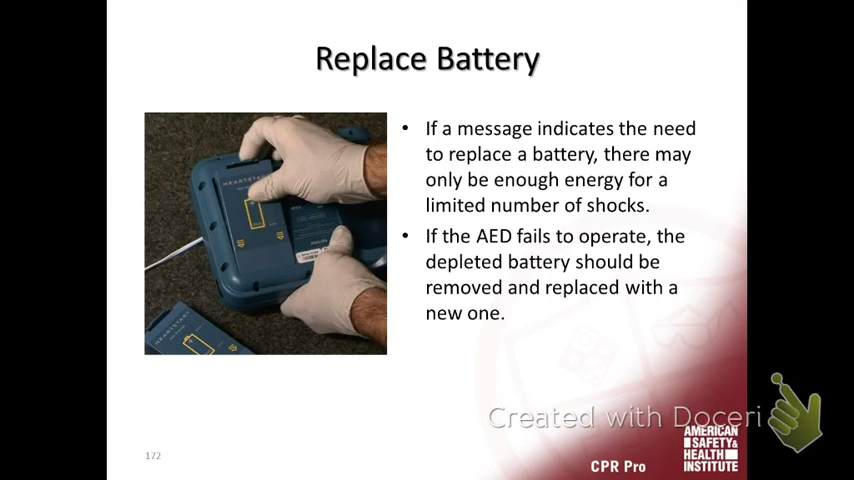 Replace Battery
• If a message indicates the need
to replace a battery, there may
only be enough energy for a
limited number of shocks.
• If the AED fails to operate, the
depleted battery should be
removed and replaced with a
new one.
HEARTSTART
HEARTSTART
Created with Doceri
172
CPR Pro
AMERICAN
SAFETY&
HEALTH
INSTITUTE